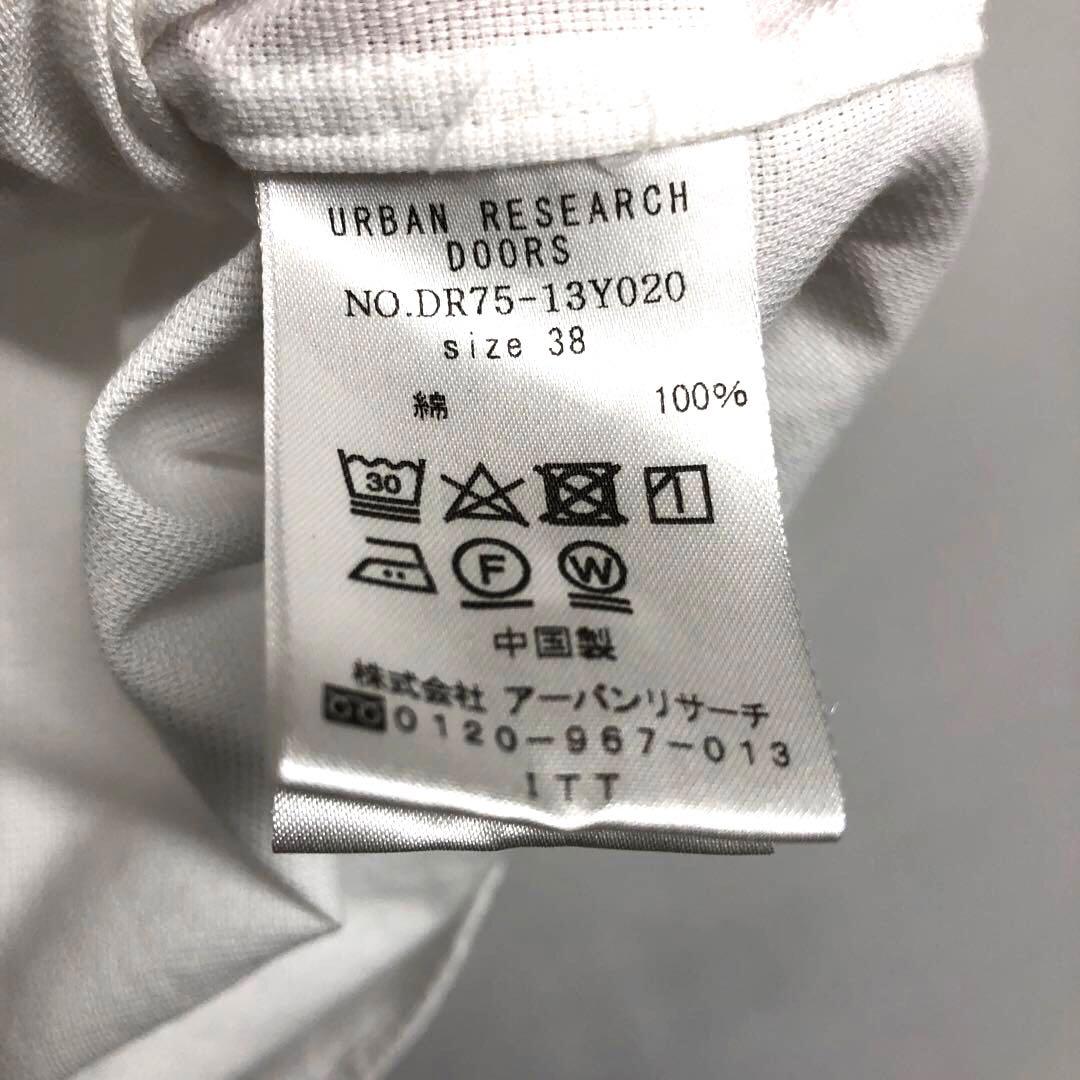 URBAN RESEARCH
DOORS
NO.DR75-13Y020
size 38
綿 100%
30
F W
中国製
株式会社 アーバンリサーチ
0120-967-013
ITT